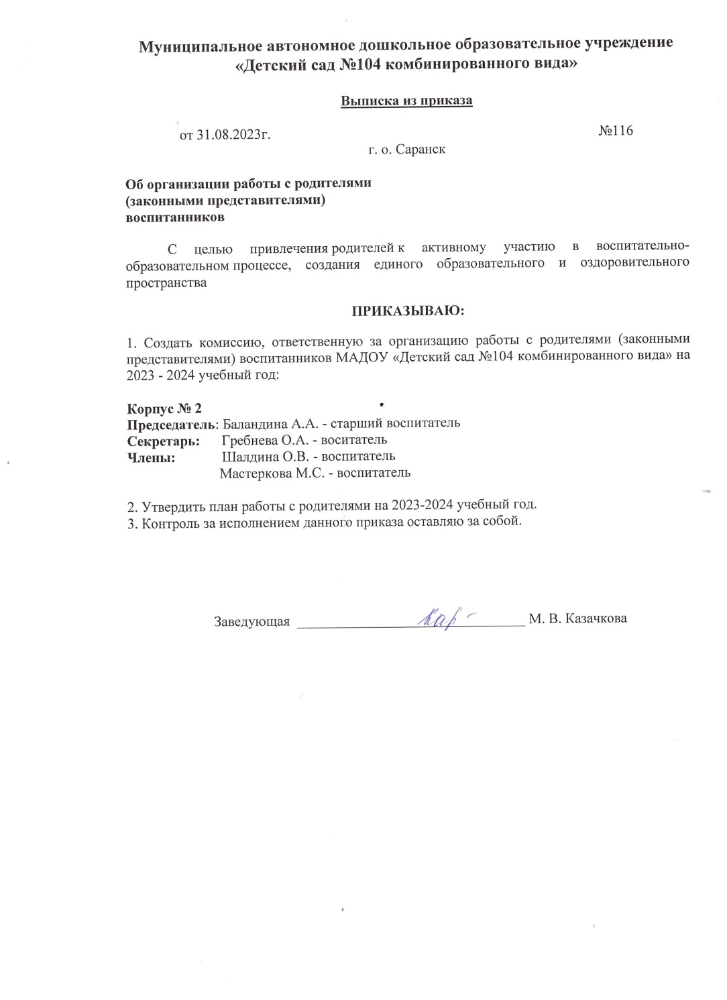 Муниципальное автономное дошкольное образовательное учреждение
«Детский сад №104 комбинированного вида»
Выписка из приказа
от 31.08.2023г. №116
г. о. Саранск
Об организации работы с родителями
(законными представителями)
воспитанников
С целью привлечения родителей к активному участию в воспитательно-
образовательном процессе, создания единого образовательного и оздоровительного
пространства
ПРИКАЗЫВАЮ:
1. Создать комиссию, ответственную за организацию работы с родителями (законными
представителями) воспитанников МАДОУ «Детский сад №104 комбинированного вида» на
2023 - 2024 учебный год:
Корпус № 2
Председатель: Баландина А.А. - старший воспитатель
Секретарь: Гребнева О.А. - воситатель
Члены: Шалдина О.В. - воспитатель
Мастеркова М.С. - воспитатель
2. Утвердить план работы с родителями на 2023-2024 учебный год.
3. Контроль за исполнением данного приказа оставляю за собой.
Заведующая М. В. Казачкова